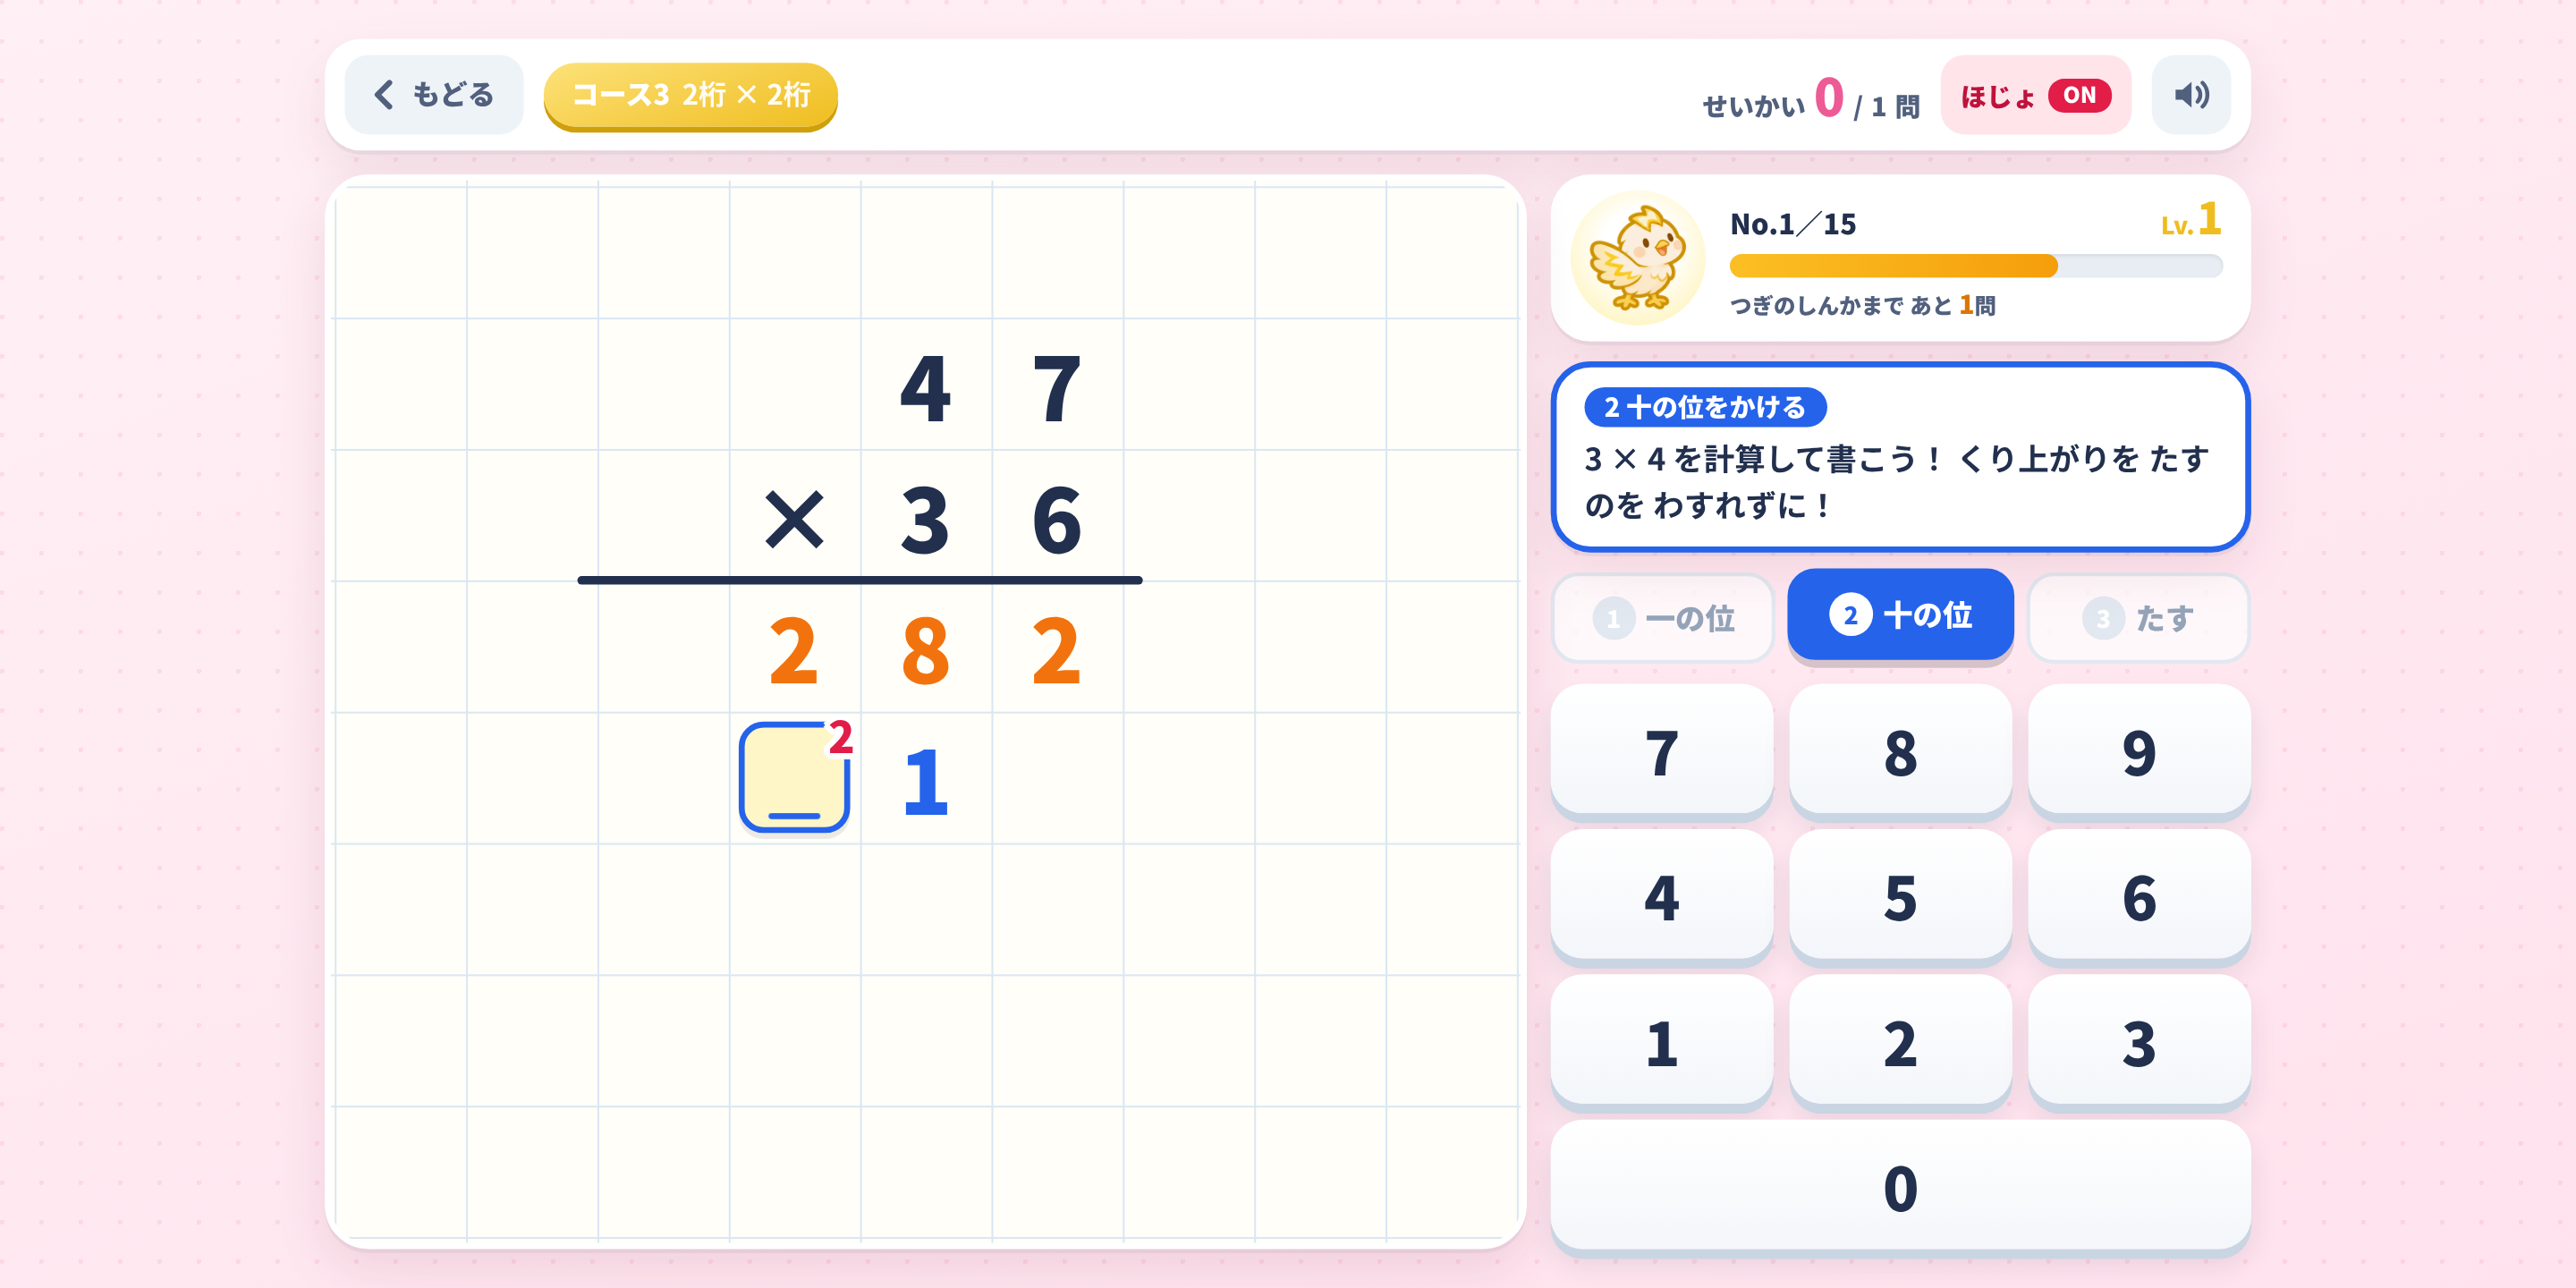 もどる
コース3 2桁 × 2桁
せいかい 0 / 1 問
ほじょ ON
4 7
× 3 6
2 8 2
2
1
No.1／15
Lv.1
つぎのしんかまで あと 1問
2 十の位をかける
3 × 4 を計算して書こう！ くり上がりを たす
のを わすれずに！
1 一の位
2 十の位
3 たす
7 8 9
4 5 6
1 2 3
0